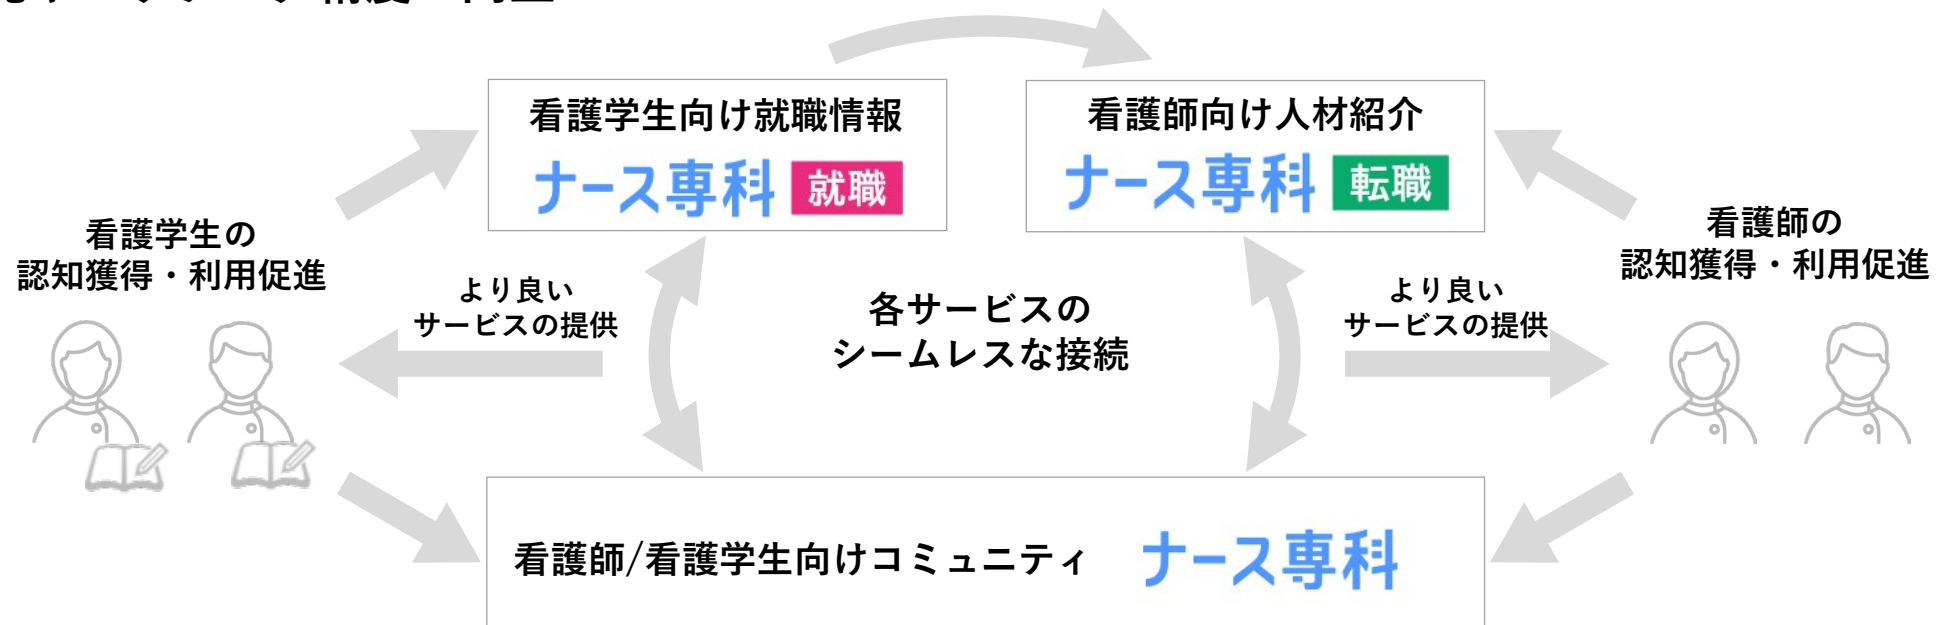 看護学生向け就職情報
ナース専科 就職
看護師向け人材紹介
ナース専科 転職
看護学生の
認知獲得・利用促進
看護師の
認知獲得・利用促進
より良い
サービスの提供
各サービスの
シームレスな接続
より良い
サービスの提供
看護師/看護学生向けコミュニティ ナース専科